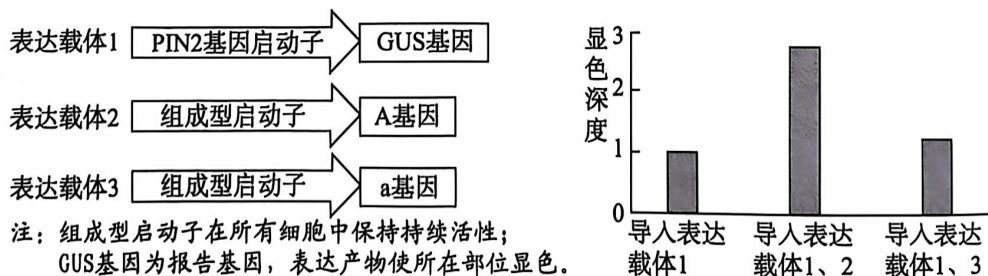 表达载体1 PIN2基因启动子 GUS基因
表达载体2 组成型启动子 A基因
表达载体3 组成型启动子 a基因
注：组成型启动子在所有细胞中保持持续活性；
GUS基因为报告基因，表达产物使所在部位显色。
显色深度
3
2
1
0
导入表达载体1
导入表达载体1、2
导入表达载体1、3